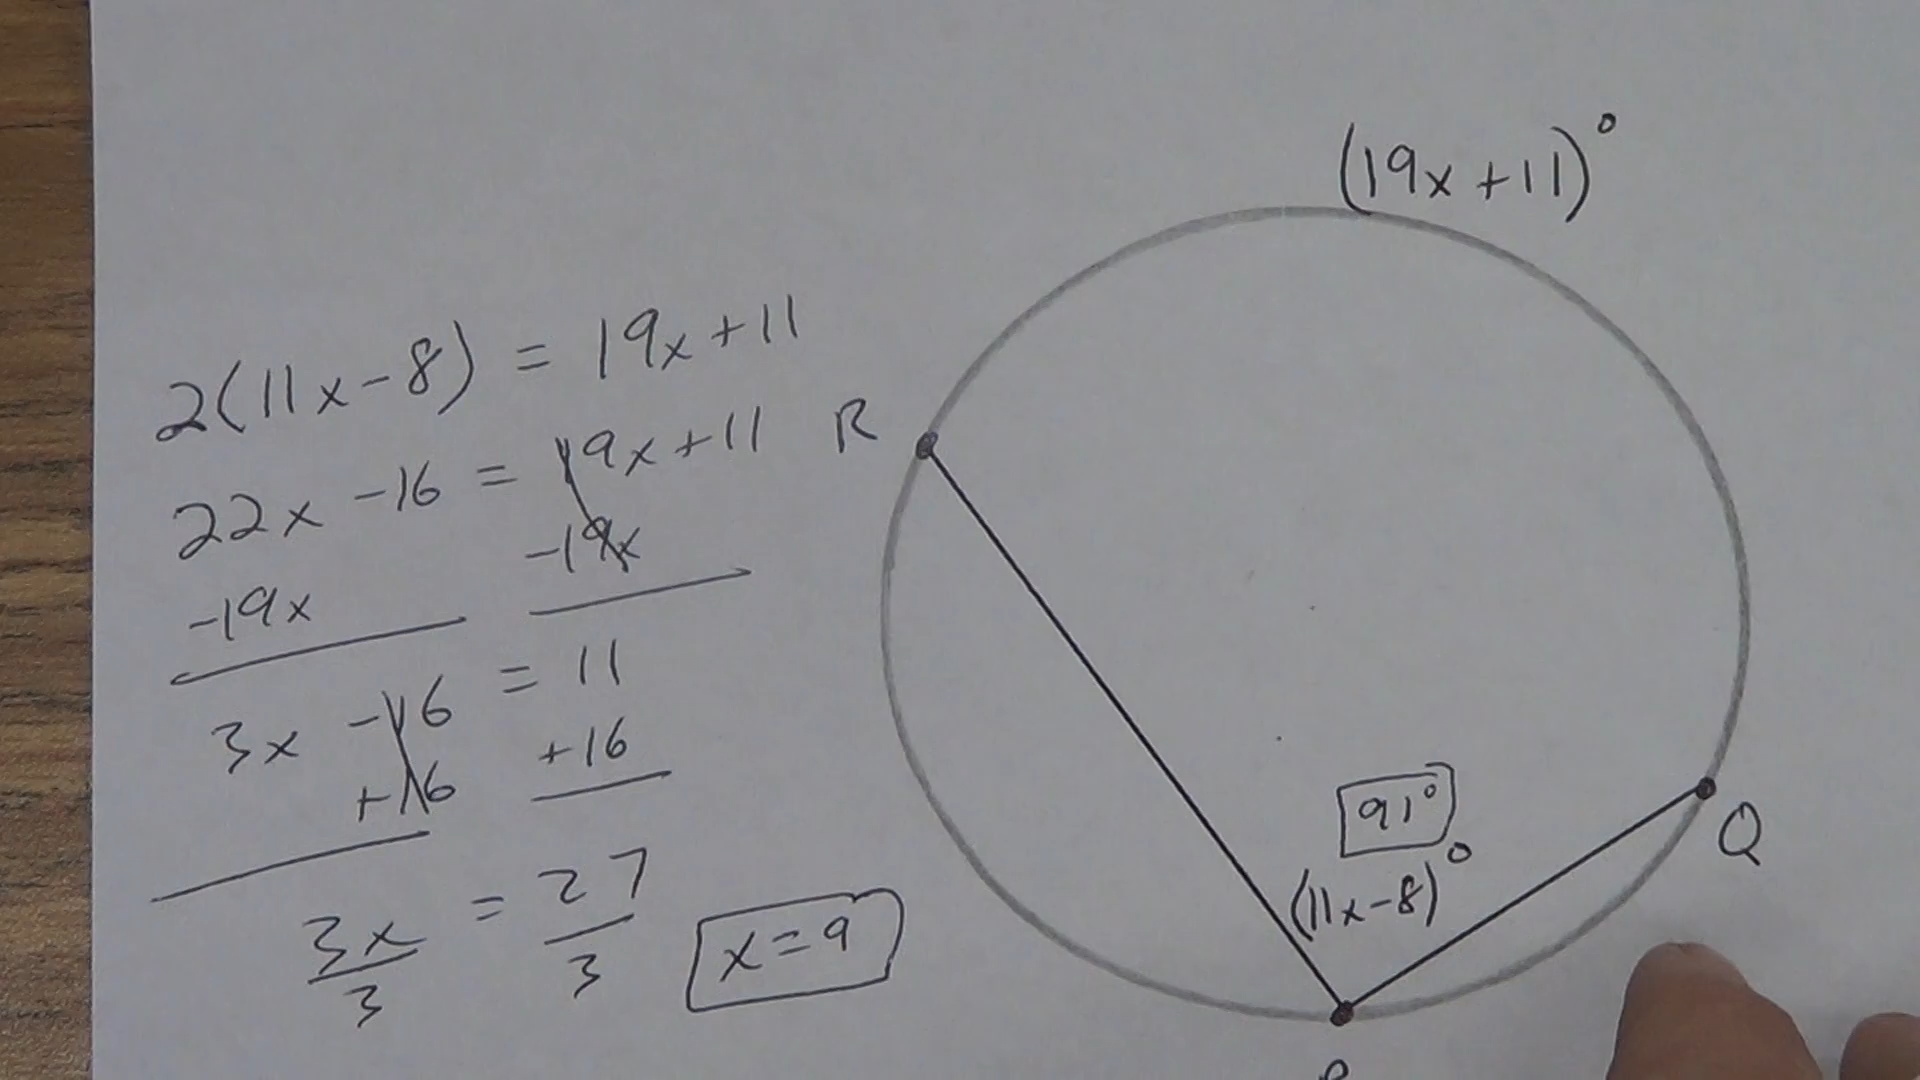 2(11x-8) = 19x+11
22x -16 = 19x+11
-19x -19x
3x -16 = 11
+16 +16
3x/3 = 27/3
x=9
(19x+11)°
R
91°
(11x-8)°
Q